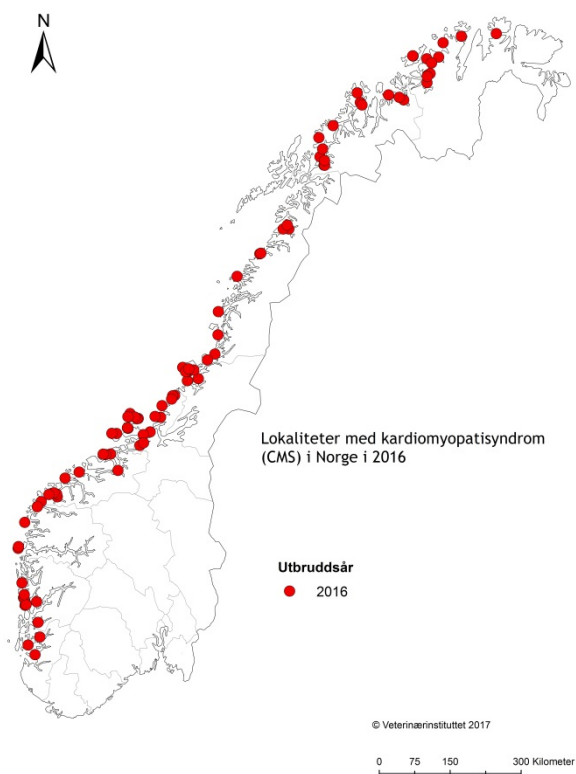 N
Lokaliteter med kardiomyopatisyndrom
(CMS) i Norge i 2016
Utbruddsår
2016
© Veterinærinstituttet 2017
0 75 150 300 Kilometer